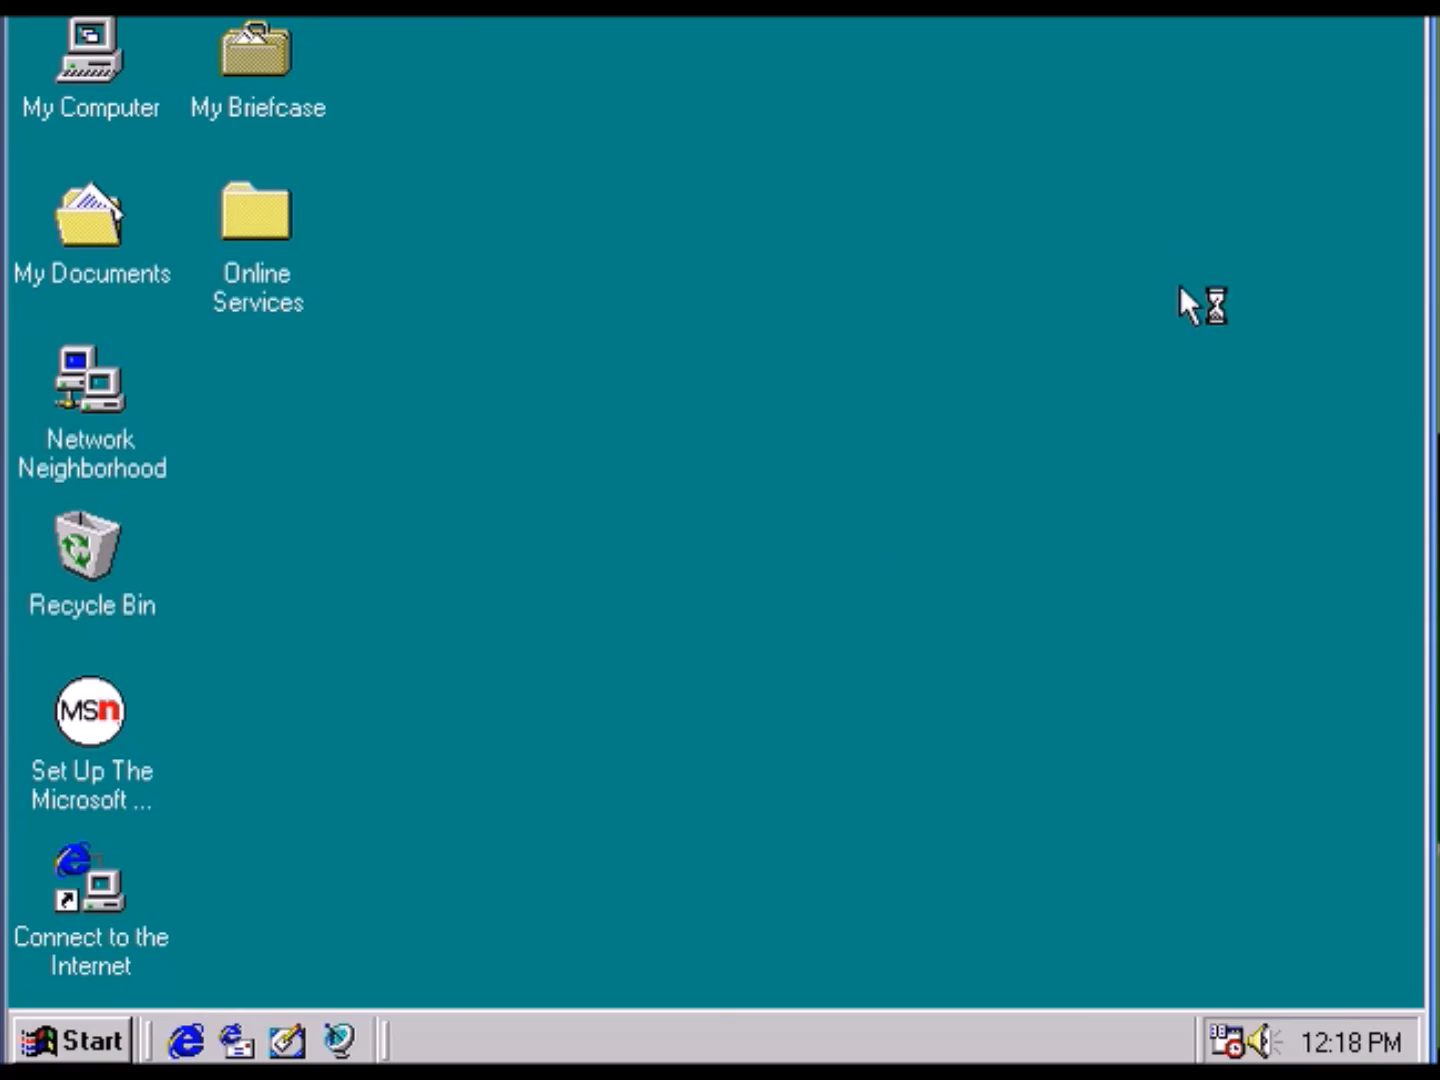 My Computer
My Briefcase
My Documents
Online
Services
Network
Neighborhood
Recycle Bin
MSn
Set Up The
Microsoft ...
Connect to the
Internet
Start
12:18 PM